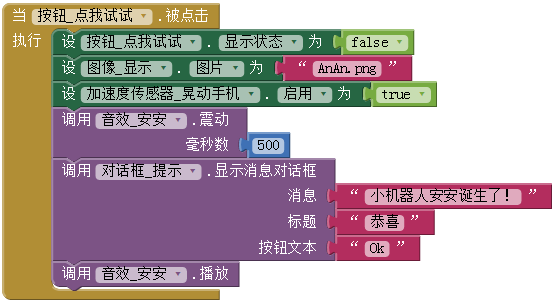 当 按钮_点我试试 .被点击
执行 设 按钮_点我试试 . 显示状态 为 false
设 图像_显示 . 图片 为 “ AnAn.png ”
设 加速度传感器_晃动手机 . 启用 为 true
调用 音效_安安 .震动
毫秒数 500
调用 对话框_提示 .显示消息对话框
消息 “ 小机器人安安诞生了! ”
标题 “ 恭喜 ”
按钮文本 “ Ok ”
调用 音效_安安 .播放